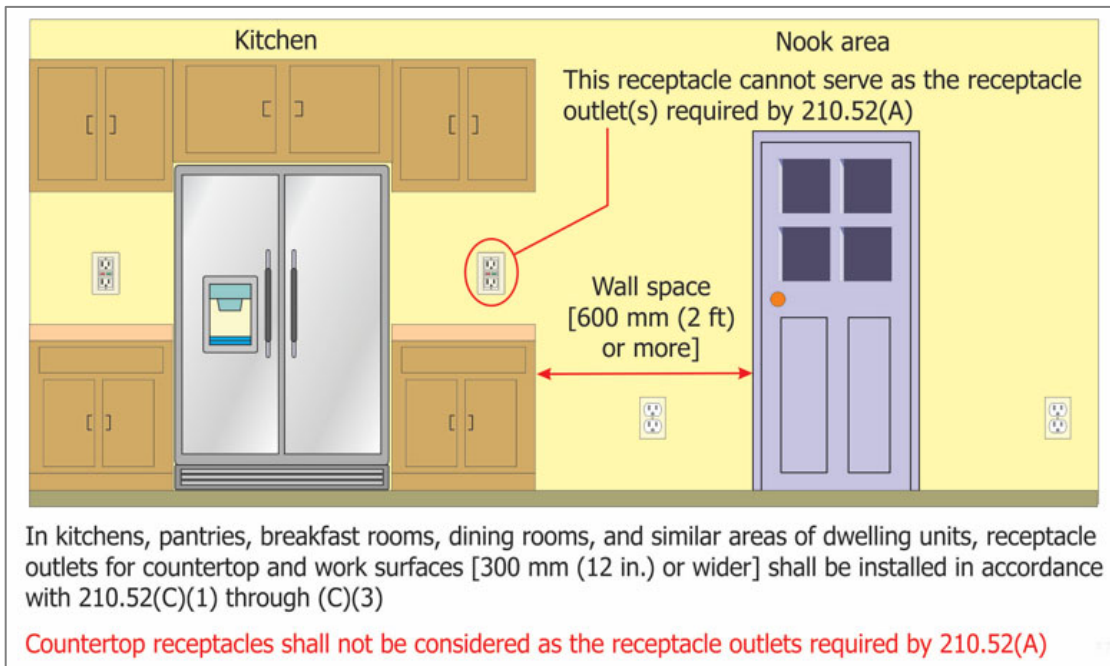 Kitchen
Nook area
This receptacle cannot serve as the receptacle
outlet(s) required by 210.52(A)
Wall space
[600 mm (2 ft)
or more]
In kitchens, pantries, breakfast rooms, dining rooms, and similar areas of dwelling units, receptacle
outlets for countertop and work surfaces [300 mm (12 in.) or wider] shall be installed in accordance
with 210.52(C)(1) through (C)(3)
Countertop receptacles shall not be considered as the receptacle outlets required by 210.52(A)